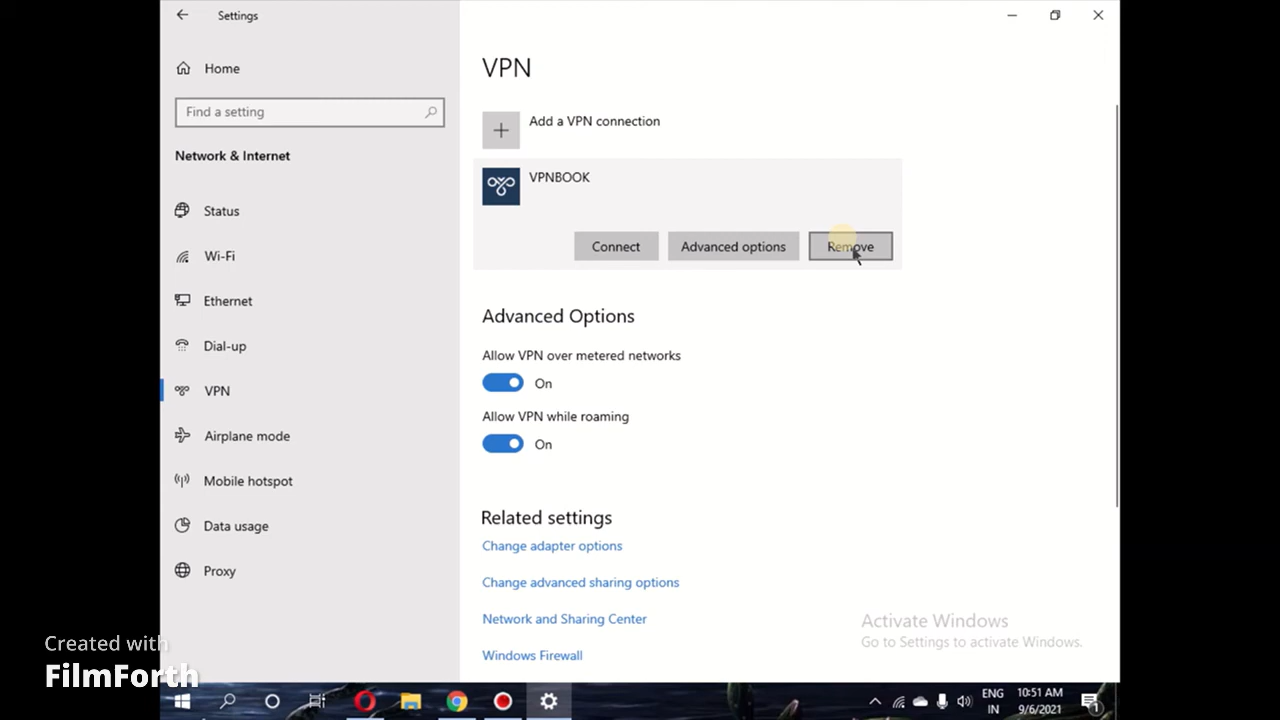 Settings
Home
Find a setting
Network & Internet
Status
Wi-Fi
Ethernet
Dial-up
VPN
Airplane mode
Mobile hotspot
Data usage
Proxy
VPN
Add a VPN connection
VPNBOOK
Connect
Advanced options
Remove
Advanced Options
Allow VPN over metered networks
On
Allow VPN while roaming
On
Related settings
Change adapter options
Change advanced sharing options
Network and Sharing Center
Windows Firewall
Activate Windows
Go to Settings to activate Windows.
Created with
FilmForth
ENG
IN
10:51 AM
9/6/2021
1